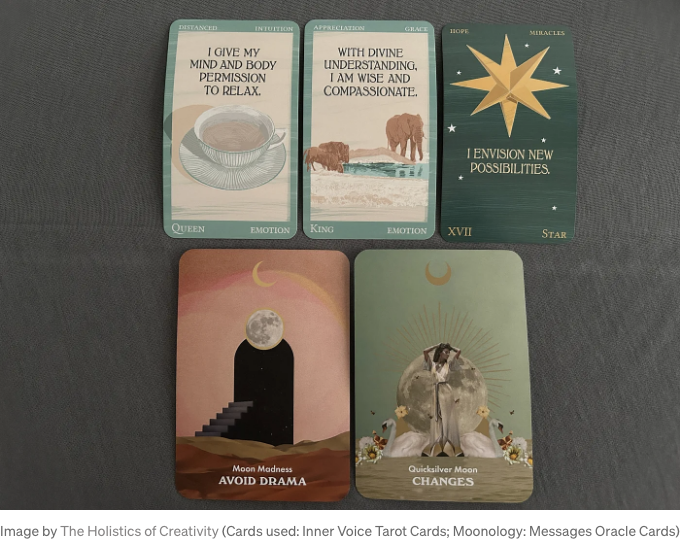 DISTANCED INTUITION
I GIVE MY
MIND AND BODY
PERMISSION
TO RELAX.
QUEEN EMOTION
APPRECIATION GRACE
WITH DIVINE
UNDERSTANDING,
I AM WISE AND
COMPASSIONATE.
KING EMOTION
HOPE MIRACLES
I ENVISION NEW
POSSIBILITIES.
XVII STAR
Moon Madness
AVOID DRAMA
Quicksilver Moon
CHANGES
Image by The Holistics of Creativity (Cards used: Inner Voice Tarot Cards; Moonology: Messages Oracle Cards)